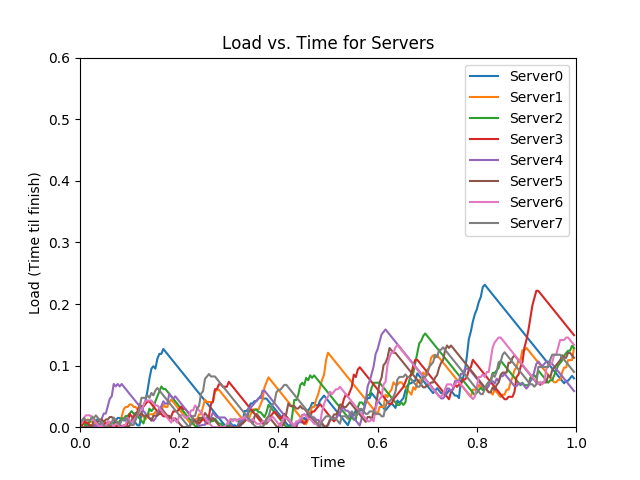 Load vs. Time for Servers
Load (Time til finish)
0.6
0.5
0.4
0.3
0.2
0.1
0.0
0.0 0.2 0.4 0.6 0.8 1.0
Time
Server0
Server1
Server2
Server3
Server4
Server5
Server6
Server7